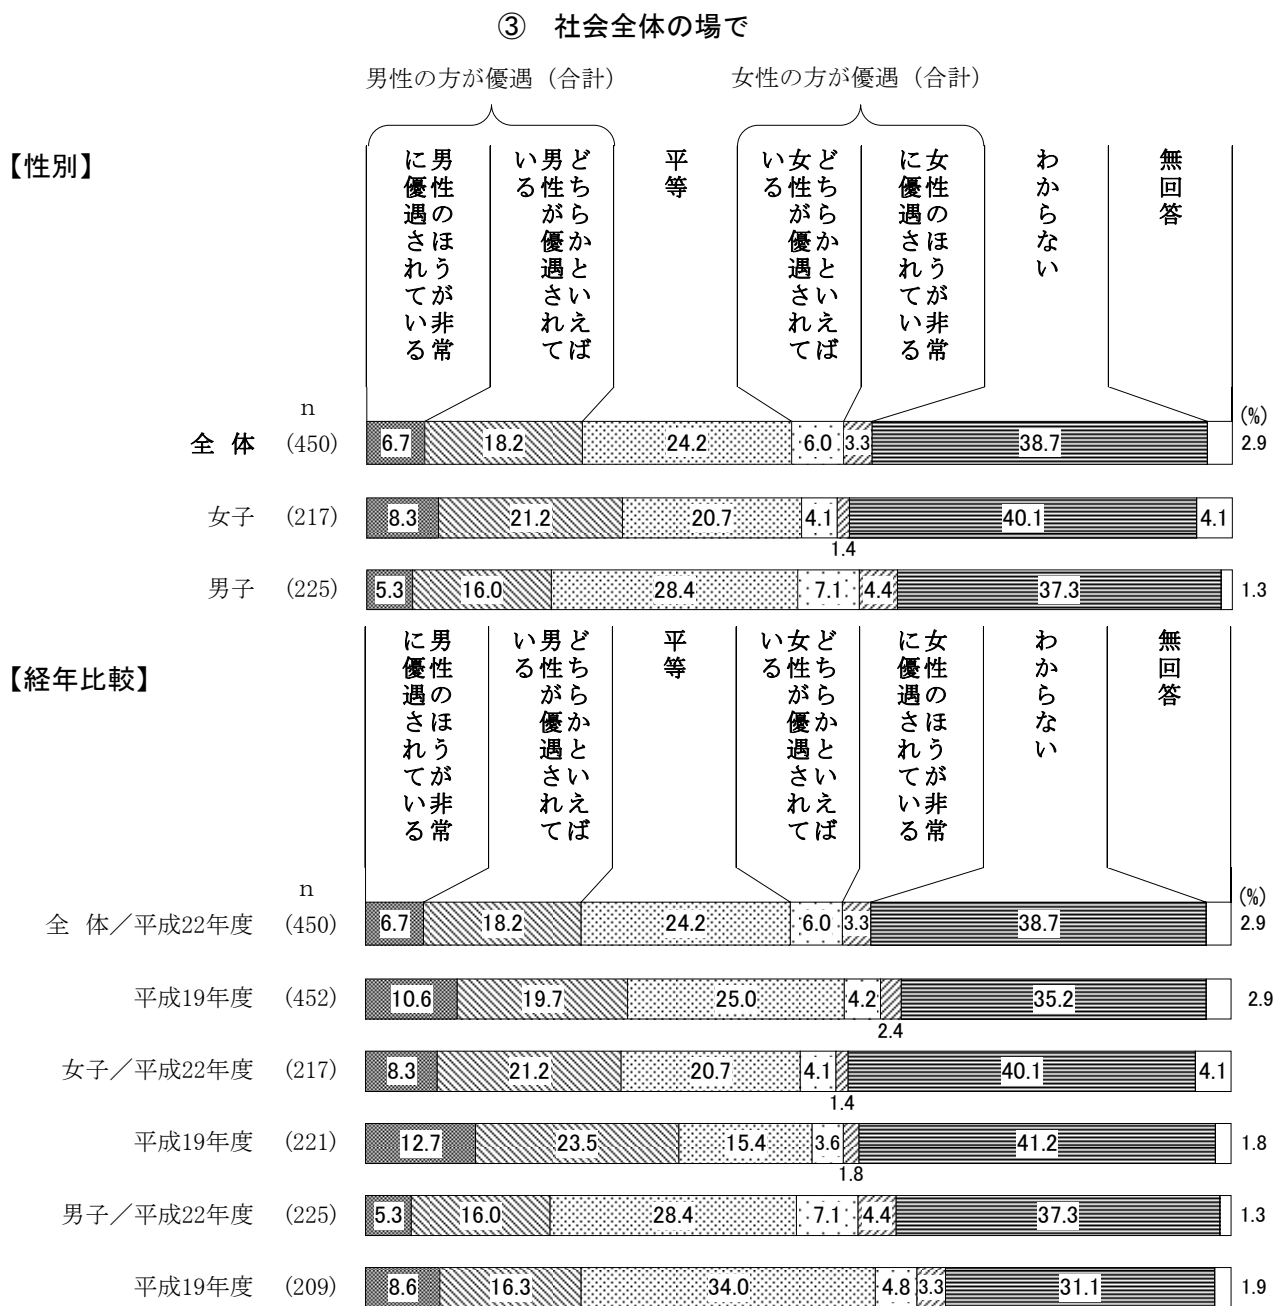 ③　社会全体の場で
男性の方が優遇（合計）
女性の方が優遇（合計）
【性別】
男性のほうが非常
に優遇されている
どちらかといえば
男性が優遇されて
いる
平等
どちらかといえば
女性が優遇されて
いる
女性のほうが非常
に優遇されている
わからない
無回答
n
(%)
全 体 (450) 6.7 18.2 24.2 6.0 3.3 38.7 2.9
女子 (217) 8.3 21.2 20.7 4.1 1.4 40.1 4.1
男子 (225) 5.3 16.0 28.4 7.1 4.4 37.3 1.3
【経年比較】
男性のほうが非常
に優遇されている
どちらかといえば
男性が優遇されて
いる
平等
どちらかといえば
女性が優遇されて
いる
女性のほうが非常
に優遇されている
わからない
無回答
n
(%)
全 体／平成22年度 (450) 6.7 18.2 24.2 6.0 3.3 38.7 2.9
平成19年度 (452) 10.6 19.7 25.0 4.2 2.4 35.2 2.9
女子／平成22年度 (217) 8.3 21.2 20.7 4.1 1.4 40.1 4.1
平成19年度 (221) 12.7 23.5 15.4 3.6 1.8 41.2 1.8
男子／平成22年度 (225) 5.3 16.0 28.4 7.1 4.4 37.3 1.3
平成19年度 (209) 8.6 16.3 34.0 4.8 3.3 31.1 1.9